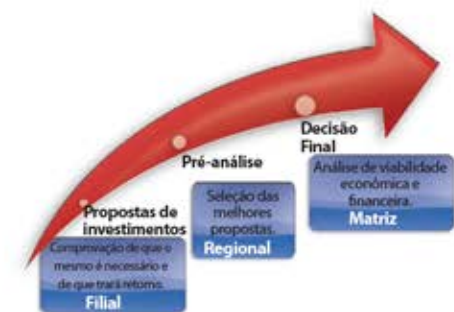 Propostas de
investimentos
Comprovação de que o
mesmo é necessário e
de que trará retorno.
Filial
Pré-análise
Seleção das
melhores
propostas.
Regional
Decisão
Final
Análise de viabilidade
econômica e
financeira.
Matriz